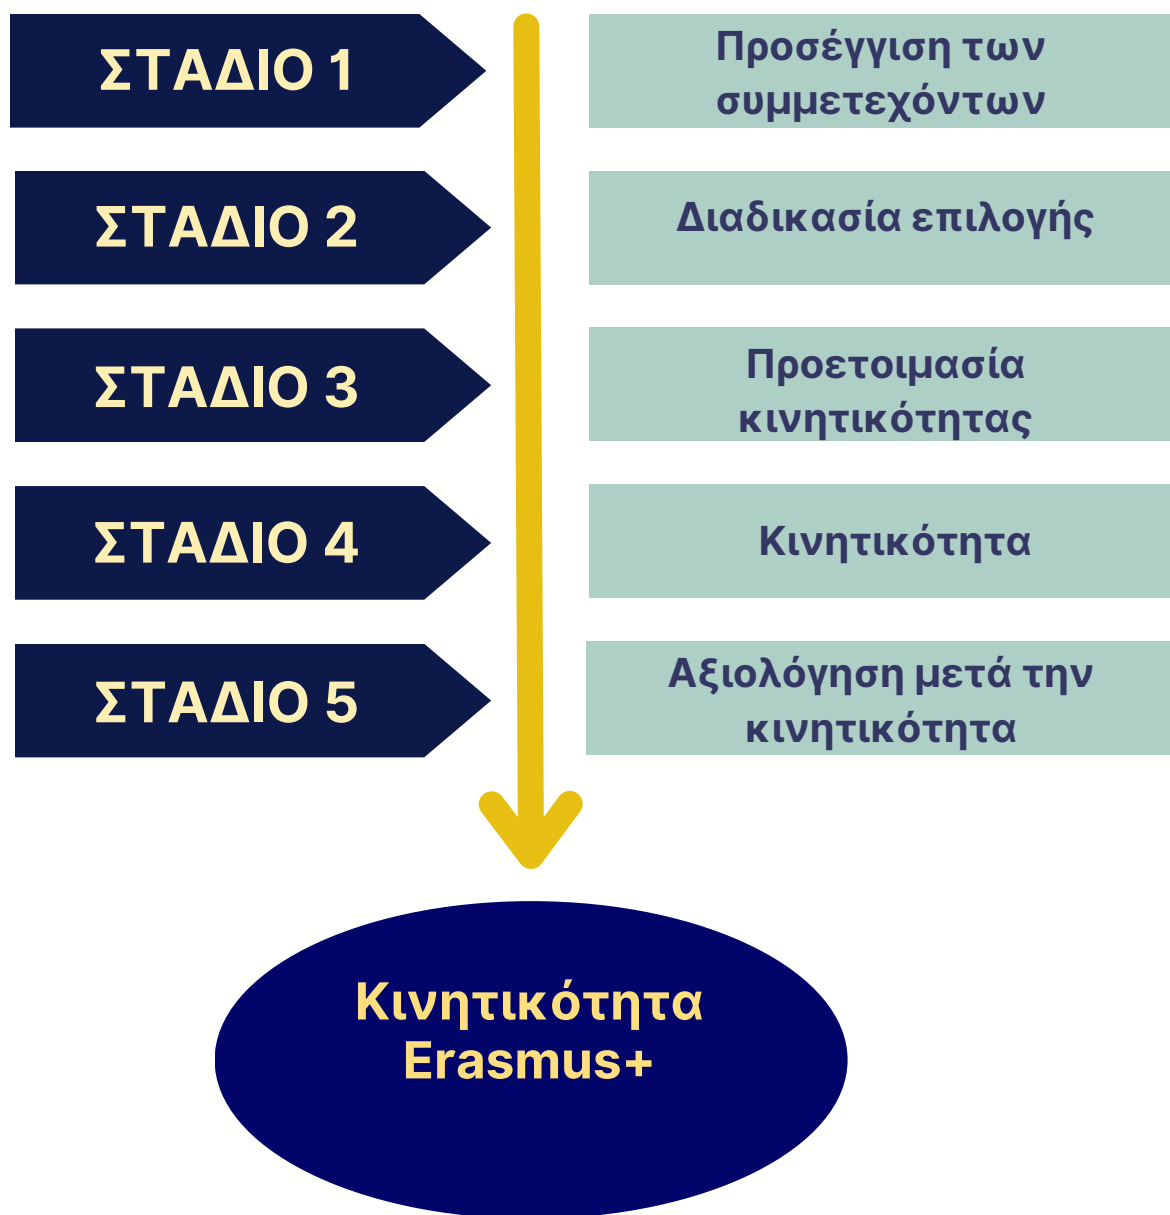 ΣΤΑΔΙΟ 1
Προσέγγιση των
συμμετεχόντων
ΣΤΑΔΙΟ 2
Διαδικασία επιλογής
ΣΤΑΔΙΟ 3
Προετοιμασία
κινητικότητας
ΣΤΑΔΙΟ 4
Κινητικότητα
ΣΤΑΔΙΟ 5
Αξιολόγηση μετά την
κινητικότητα
Κινητικότητα
Erasmus+